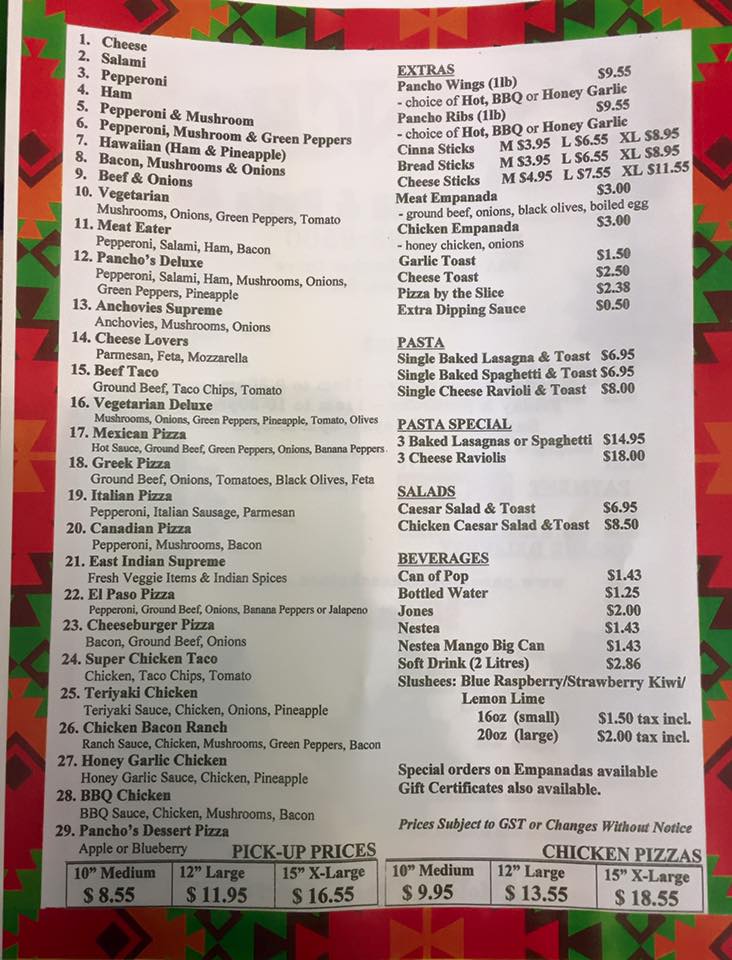 1. Cheese
2. Salami
3. Pepperoni
4. Ham
5. Pepperoni & Mushroom
6. Pepperoni, Mushroom & Green Peppers
7. Hawaiian (Ham & Pineapple)
8. Bacon, Mushrooms & Onions
9. Beef & Onions
10. Vegetarian
Mushrooms, Onions, Green Peppers, Tomato
11. Meat Eater
Pepperoni, Salami, Ham, Bacon
12. Pancho's Deluxe
Pepperoni, Salami, Ham, Mushrooms, Onions,
Green Peppers, Pineapple
13. Anchovies Supreme
Anchovies, Mushrooms, Onions
14. Cheese Lovers
Parmesan, Feta, Mozzarella
15. Beef Taco
Ground Beef, Taco Chips, Tomato
16. Vegetarian Deluxe
Mushrooms, Onions, Green Peppers, Pineapple, Tomato, Olives
17. Mexican Pizza
Hot Sauce, Ground Beef, Green Peppers, Onions, Banana Peppers
18. Greek Pizza
Ground Beef, Onions, Tomatoes, Black Olives, Feta
19. Italian Pizza
Pepperoni, Italian Sausage, Parmesan
20. Canadian Pizza
Pepperoni, Mushrooms, Bacon
21. East Indian Supreme
Fresh Veggie Items & Indian Spices
22. El Paso Pizza
Pepperoni, Ground Beef, Onions, Banana Peppers or Jalapeno
23. Cheeseburger Pizza
Bacon, Ground Beef, Onions
24. Super Chicken Taco
Chicken, Taco Chips, Tomato
25. Teriyaki Chicken
Teriyaki Sauce, Chicken, Onions, Pineapple
26. Chicken Bacon Ranch
Ranch Sauce, Chicken, Mushrooms, Green Peppers, Bacon
27. Honey Garlic Chicken
Honey Garlic Sauce, Chicken, Pineapple
28. BBQ Chicken
BBQ Sauce, Chicken, Mushrooms, Bacon
29. Pancho's Dessert Pizza
Apple or Blueberry
PICK-UP PRICES
10" Medium 12" Large 15" X-Large
$ 8.55 $ 11.95 $ 16.55
EXTRAS
Pancho Wings (1lb) $9.55
- choice of Hot, BBQ or Honey Garlic
Pancho Ribs (1lb) $9.55
- choice of Hot, BBQ or Honey Garlic
Cinna Sticks M $3.95 L $6.55 XL $8.95
Bread Sticks M $3.95 L $6.55 XL $8.95
Cheese Sticks M $4.95 L $7.55 XL $11.55
Meat Empanada $3.00
- ground beef, onions, black olives, boiled egg
Chicken Empanada $3.00
- honey chicken, onions
Garlic Toast $1.50
Cheese Toast $2.50
Pizza by the Slice $2.38
Extra Dipping Sauce $0.50
PASTA
Single Baked Lasagna & Toast $6.95
Single Baked Spaghetti & Toast $6.95
Single Cheese Ravioli & Toast $8.00
PASTA SPECIAL
3 Baked Lasagnas or Spaghetti $14.95
3 Cheese Raviolis $18.00
SALADS
Caesar Salad & Toast $6.95
Chicken Caesar Salad &Toast $8.50
BEVERAGES
Can of Pop $1.43
Bottled Water $1.25
Jones $2.00
Nestea $1.43
Nestea Mango Big Can $1.43
Soft Drink (2 Litres) $2.86
Slushees: Blue Raspberry/Strawberry Kiwi/
Lemon Lime
16oz (small) $1.50 tax incl.
20oz (large) $2.00 tax incl.
Special orders on Empanadas available
Gift Certificates also available.
Prices Subject to GST or Changes Without Notice
CHICKEN PIZZAS
10" Medium 12" Large 15" X-Large
$ 9.95 $ 13.55 $ 18.55